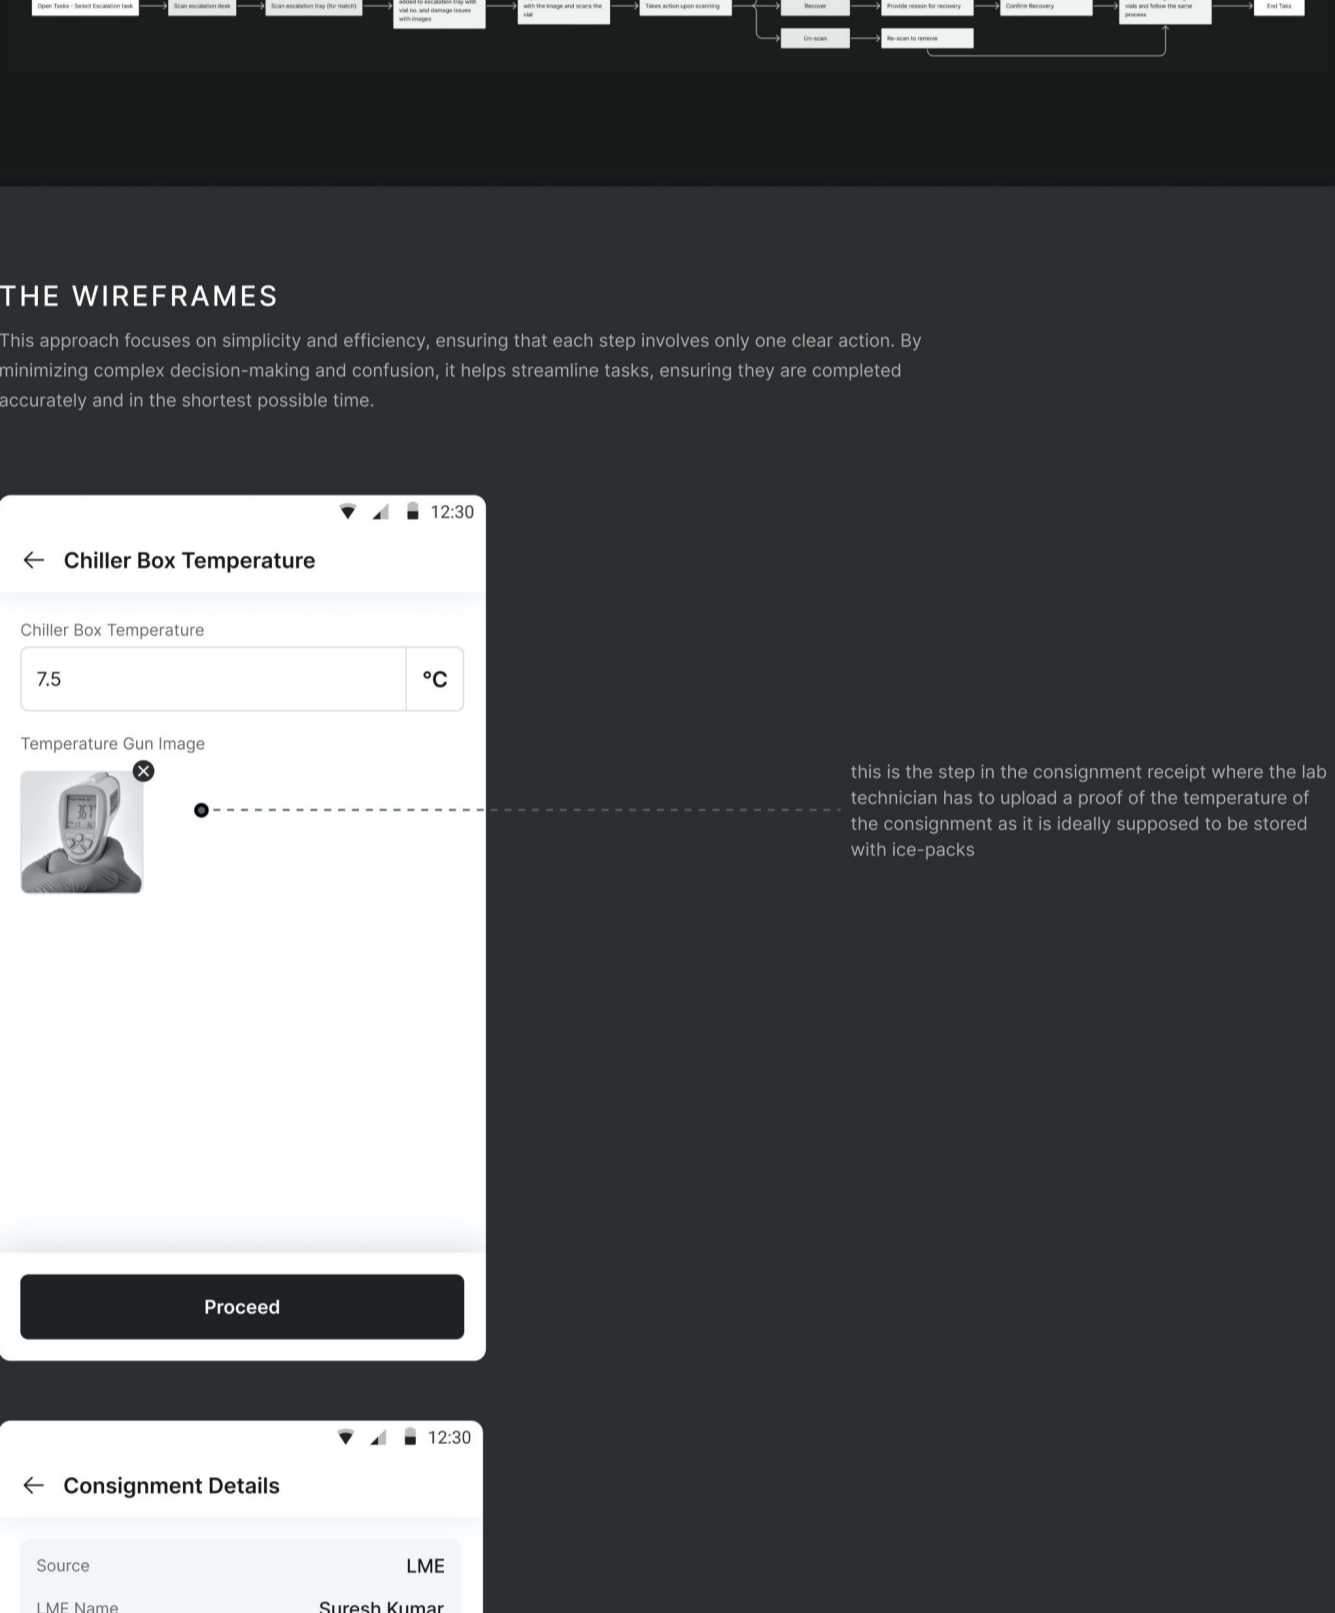 Open Tasks - Select Escalation task
Scan escalation desk
Scan escalation tray (for match)
added to escalation tray with
vial no. and damage issues
with images
with the image and scans the
vial
Takes action upon scanning
Recover
Provide reason for recovery
Confirm Recovery
vials and follow the same
process
End Task
Un-scan
Re-scan to remove
THE WIREFRAMES
This approach focuses on simplicity and efficiency, ensuring that each step involves only one clear action. By
minimizing complex decision-making and confusion, it helps streamline tasks, ensuring they are completed
accurately and in the shortest possible time.
12:30
Chiller Box Temperature
Chiller Box Temperature
7.5
°C
Temperature Gun Image
this is the step in the consignment receipt where the lab
technician has to upload a proof of the temperature of
the consignment as it is ideally supposed to be stored
with ice-packs
Proceed
12:30
Consignment Details
Source
LME
LME Name
Suresh Kumar